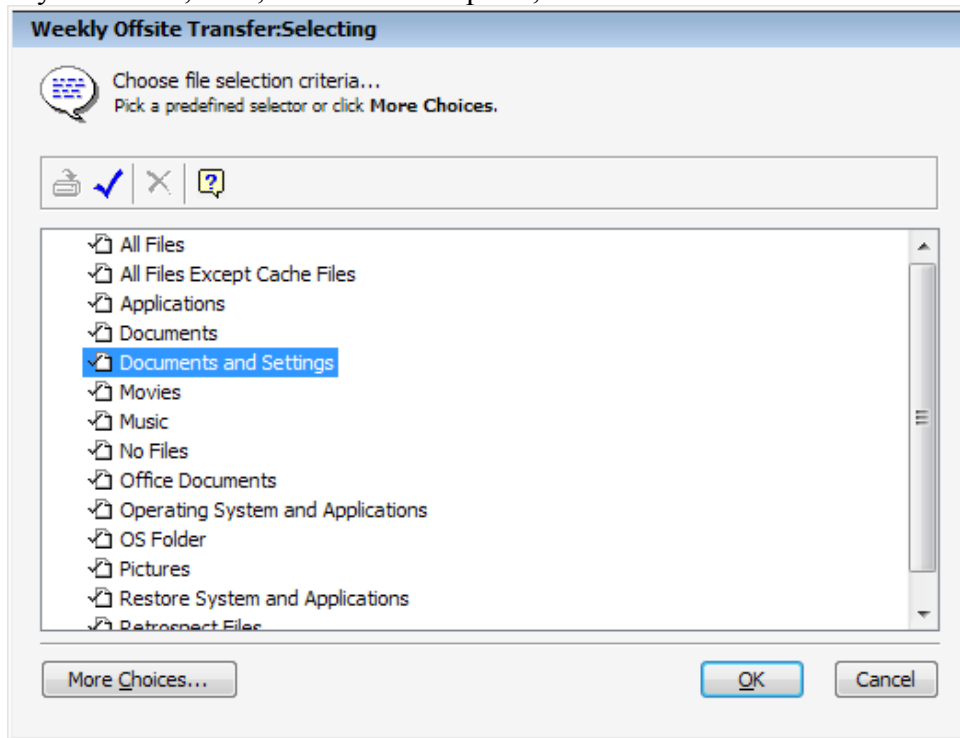 Weekly Offsite Transfer:Selecting
Choose file selection criteria...
Pick a predefined selector or click More Choices.
All Files
All Files Except Cache Files
Applications
Documents
Documents and Settings
Movies
Music
No Files
Office Documents
Operating System and Applications
OS Folder
Pictures
Restore System and Applications
Retrospect Files
More Choices...
OK
Cancel